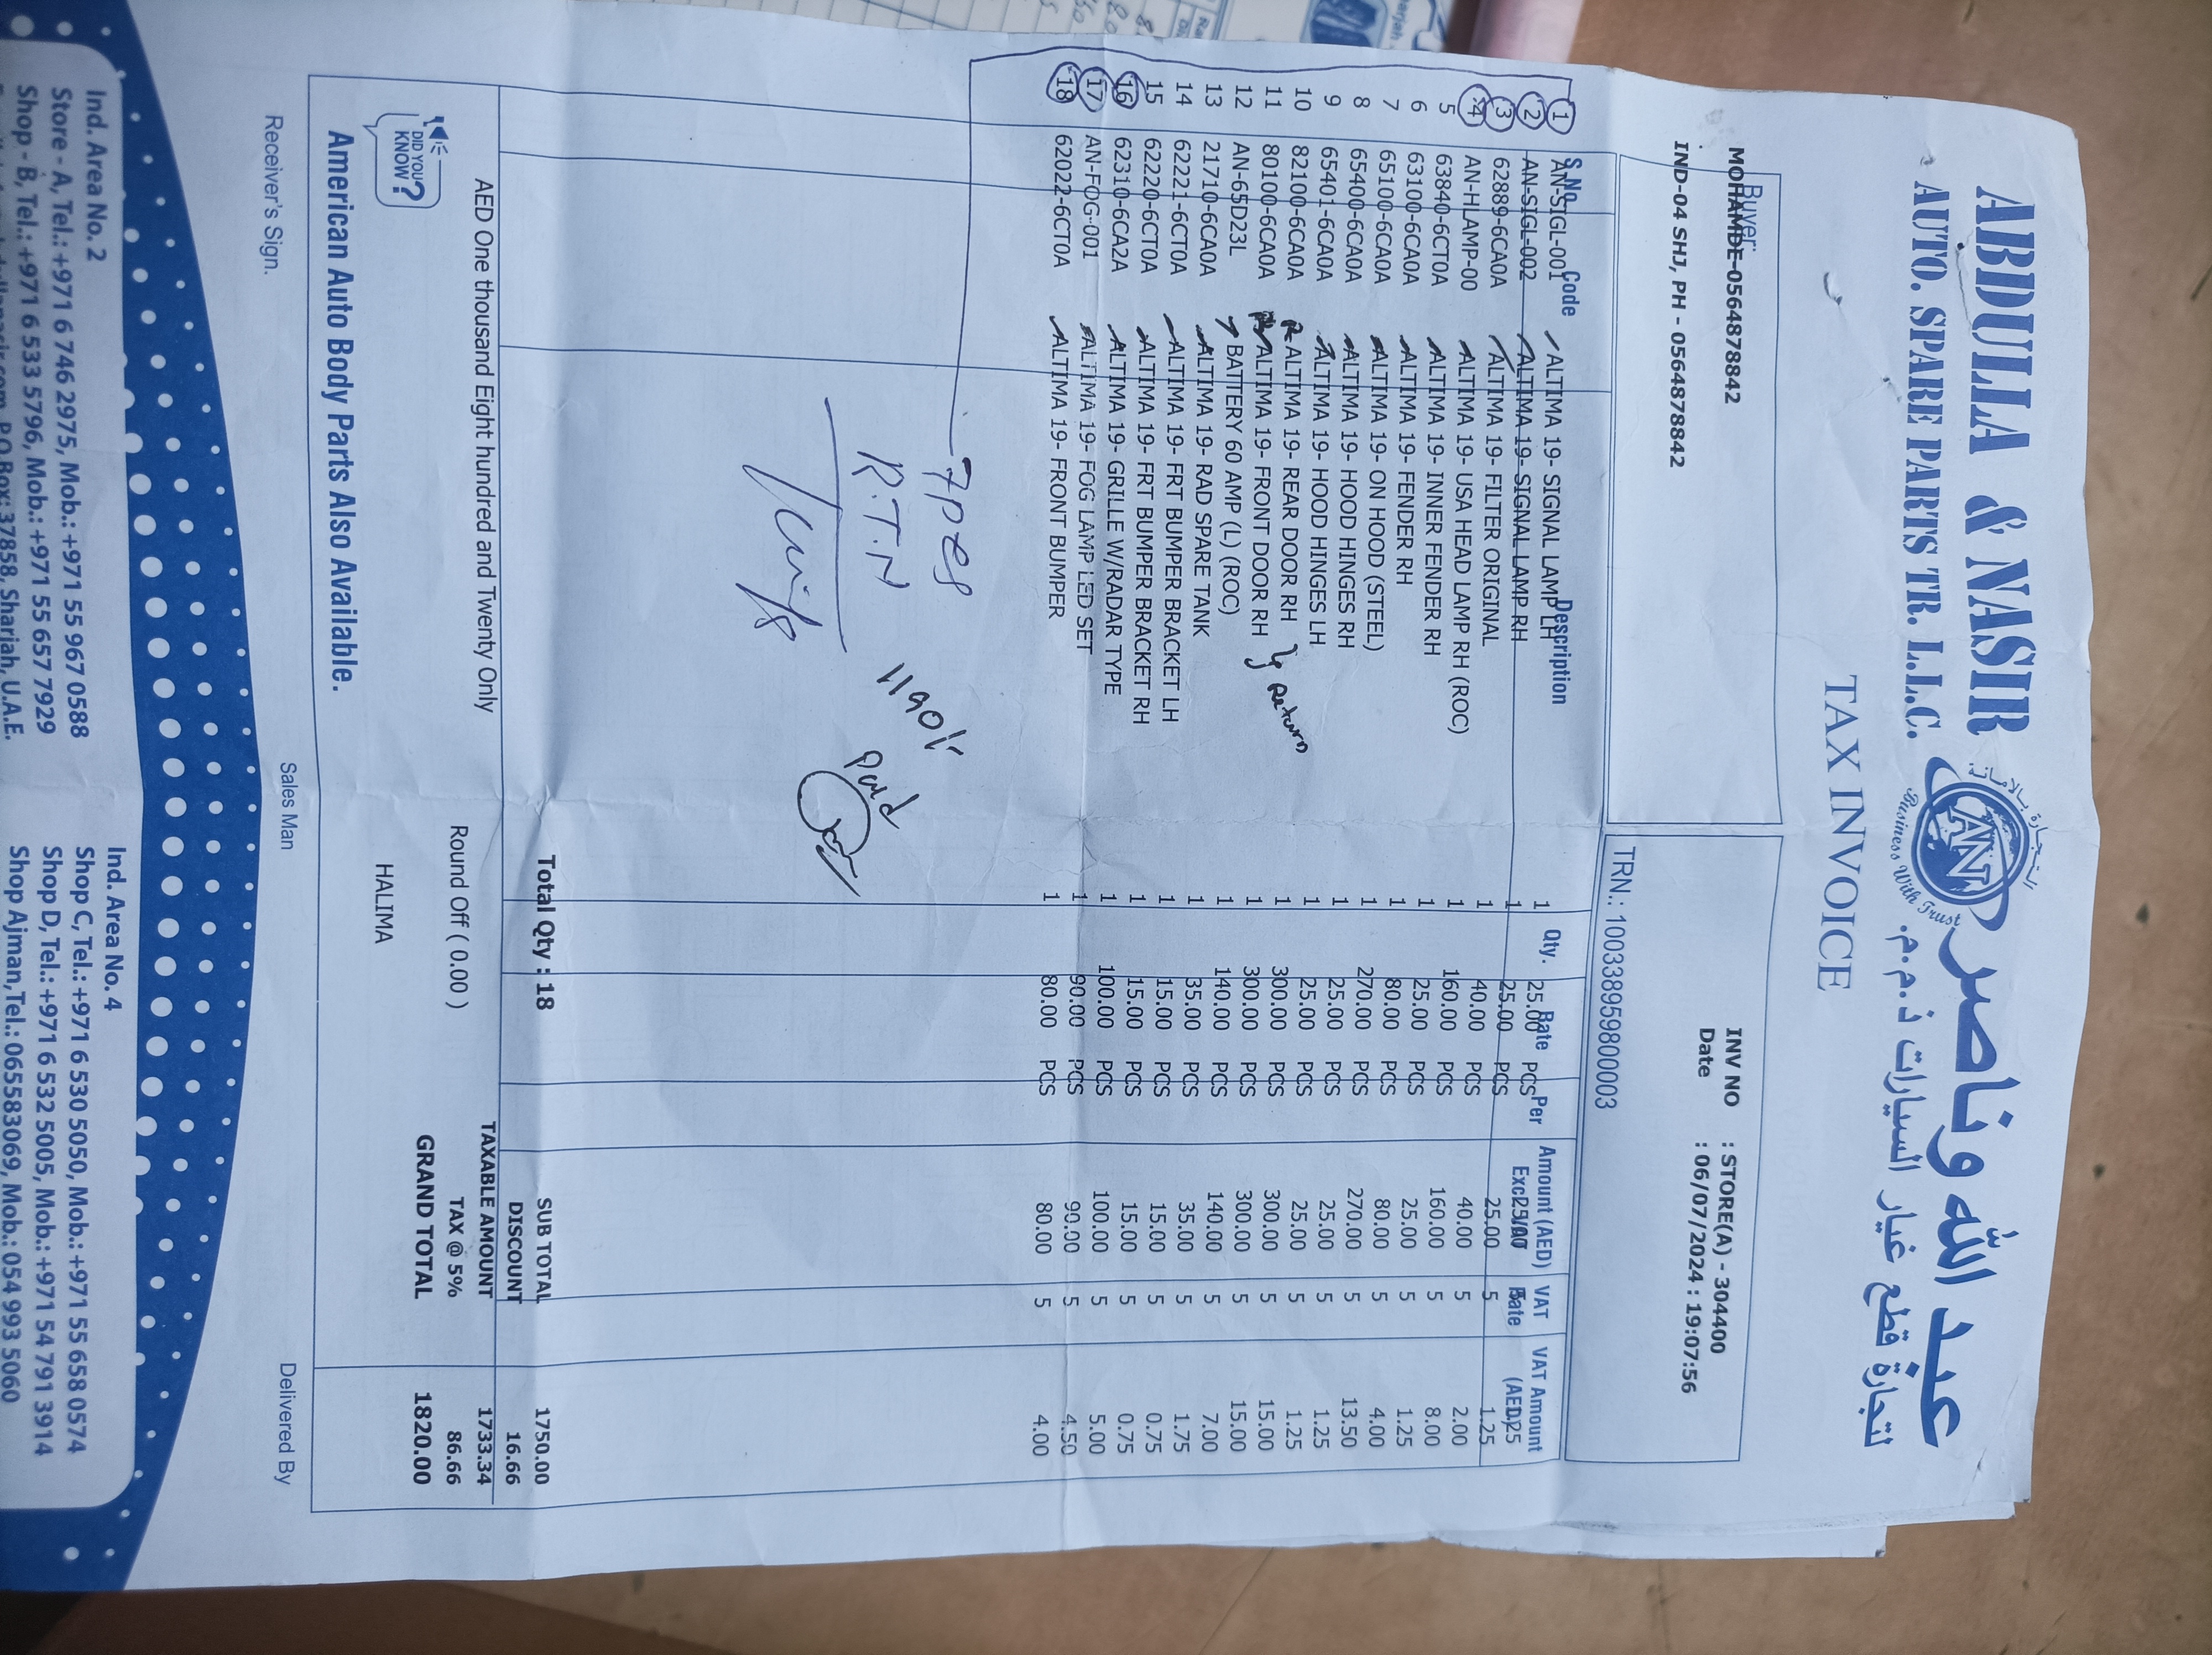 ABDULLA & NASIR
AUTO. SPARE PARTS TR. L.L.C.
AN
Business With Trust
عبد الله وناصر
لتجارة قطع غيار السيارات ذ.م.م.
TAX INVOICE
Buyer:
MOHAMDE-0564878842
IND-04 SHJ, PH - 0564878842
INV NO : STORE(A) - 304400
Date : 06/07/2024 : 19:07:56
TRN.: 100338959800003
S.No Code Description Qty. Rate Per Amount (AED) Excl. VAT VAT Rate VAT Amount (AED)
1 AN-SIGL-001 ALTIMA 19- SIGNAL LAMP LH 1 25.00 PCS 25.00 5 1.25
2 AN-SIGL-002 ALTIMA 19- SIGNAL LAMP RH 1 25.00 PCS 25.00 5 1.25
3 62889-6CA0A ALTIMA 19- FILTER ORIGINAL 1 40.00 PCS 40.00 5 2.00
4 AN-HLAMP-00 ALTIMA 19- USA HEAD LAMP RH (ROC) 1 160.00 PCS 160.00 5 8.00
5 63840-6CT0A ALTIMA 19- INNER FENDER RH 1 25.00 PCS 25.00 5 1.25
6 63100-6CA0A ALTIMA 19- FENDER RH 1 80.00 PCS 80.00 5 4.00
7 65100-6CA0A ALTIMA 19- ON HOOD (STEEL) 1 270.00 PCS 270.00 5 13.50
8 65400-6CA0A ALTIMA 19- HOOD HINGES RH 1 25.00 PCS 25.00 5 1.25
9 65401-6CA0A ALTIMA 19- HOOD HINGES LH 1 25.00 PCS 25.00 5 1.25
10 82100-6CA0A ALTIMA 19- REAR DOOR RH 1 300.00 PCS 300.00 5 15.00
11 80100-6CA0A ALTIMA 19- FRONT DOOR RH 1 300.00 PCS 300.00 5 15.00
Return
12 AN-65D23L BATTERY 60 AMP (L) (ROC) 1 140.00 PCS 140.00 5 7.00
13 21710-6CA0A ALTIMA 19- RAD SPARE TANK 1 35.00 PCS 35.00 5 1.75
14 62221-6CT0A ALTIMA 19- FRT BUMPER BRACKET LH 1 15.00 PCS 15.00 5 0.75
15 62220-6CT0A ALTIMA 19- FRT BUMPER BRACKET RH 1 15.00 PCS 15.00 5 0.75
16 62310-6CA2A ALTIMA 19- GRILLE W/RADAR TYPE 1 100.00 PCS 100.00 5 5.00
17 AN-FOG-001 ALTIMA 19- FOG LAMP LED SET 1 90.00 PCS 90.00 5 4.50
18 62022-6CT0A ALTIMA 19- FRONT BUMPER 1 80.00 PCS 80.00 5 4.00
7 pes
R.T.N
1190/-
Paid
Total Qty : 18
SUB TOTAL 1750.00
DISCOUNT 16.66
AED One thousand Eight hundred and Twenty Only
TAXABLE AMOUNT 1733.34
Round Off ( 0.00 ) TAX @ 5% 86.66
GRAND TOTAL 1820.00
DID YOU KNOW?
HALIMA
American Auto Body Parts Also Available.
Receiver's Sign. Sales Man Delivered By
Ind. Area No. 2
Store - A, Tel.: +971 6 746 2975, Mob.: +971 55 967 0588
Shop - B, Tel.: +971 6 533 5796, Mob.: +971 55 657 7929
P.O.Box: 37858, Sharjah, U.A.E.
Ind. Area No. 4
Shop C, Tel.: +971 6 530 5050, Mob.: +971 55 658 0574
Shop D, Tel.: +971 6 532 5005, Mob.: +971 54 791 3914
Shop Ajman, Tel.: 065583069, Mob.: 054 993 5060